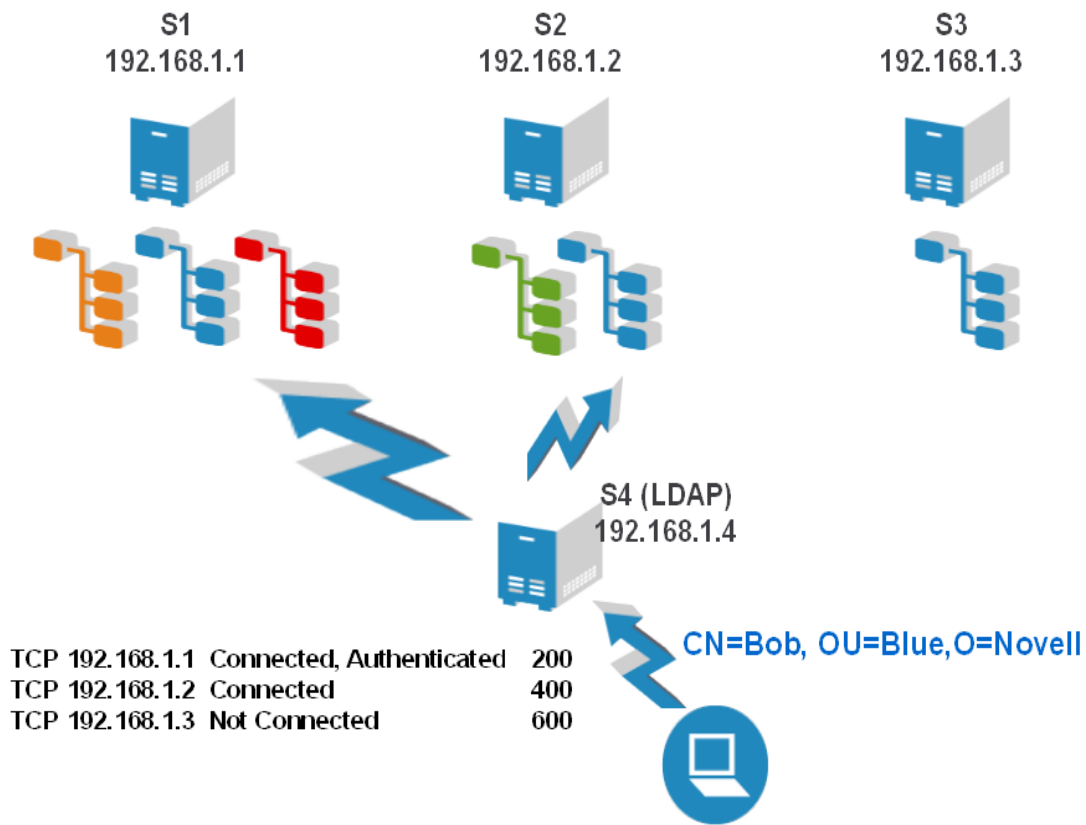 S1
192.168.1.1
S2
192.168.1.2
S3
192.168.1.3
S4 (LDAP)
192.168.1.4
CN=Bob, OU=Blue,O=Novell
TCP 192.168.1.1 Connected, Authenticated 200
TCP 192.168.1.2 Connected 400
TCP 192.168.1.3 Not Connected 600